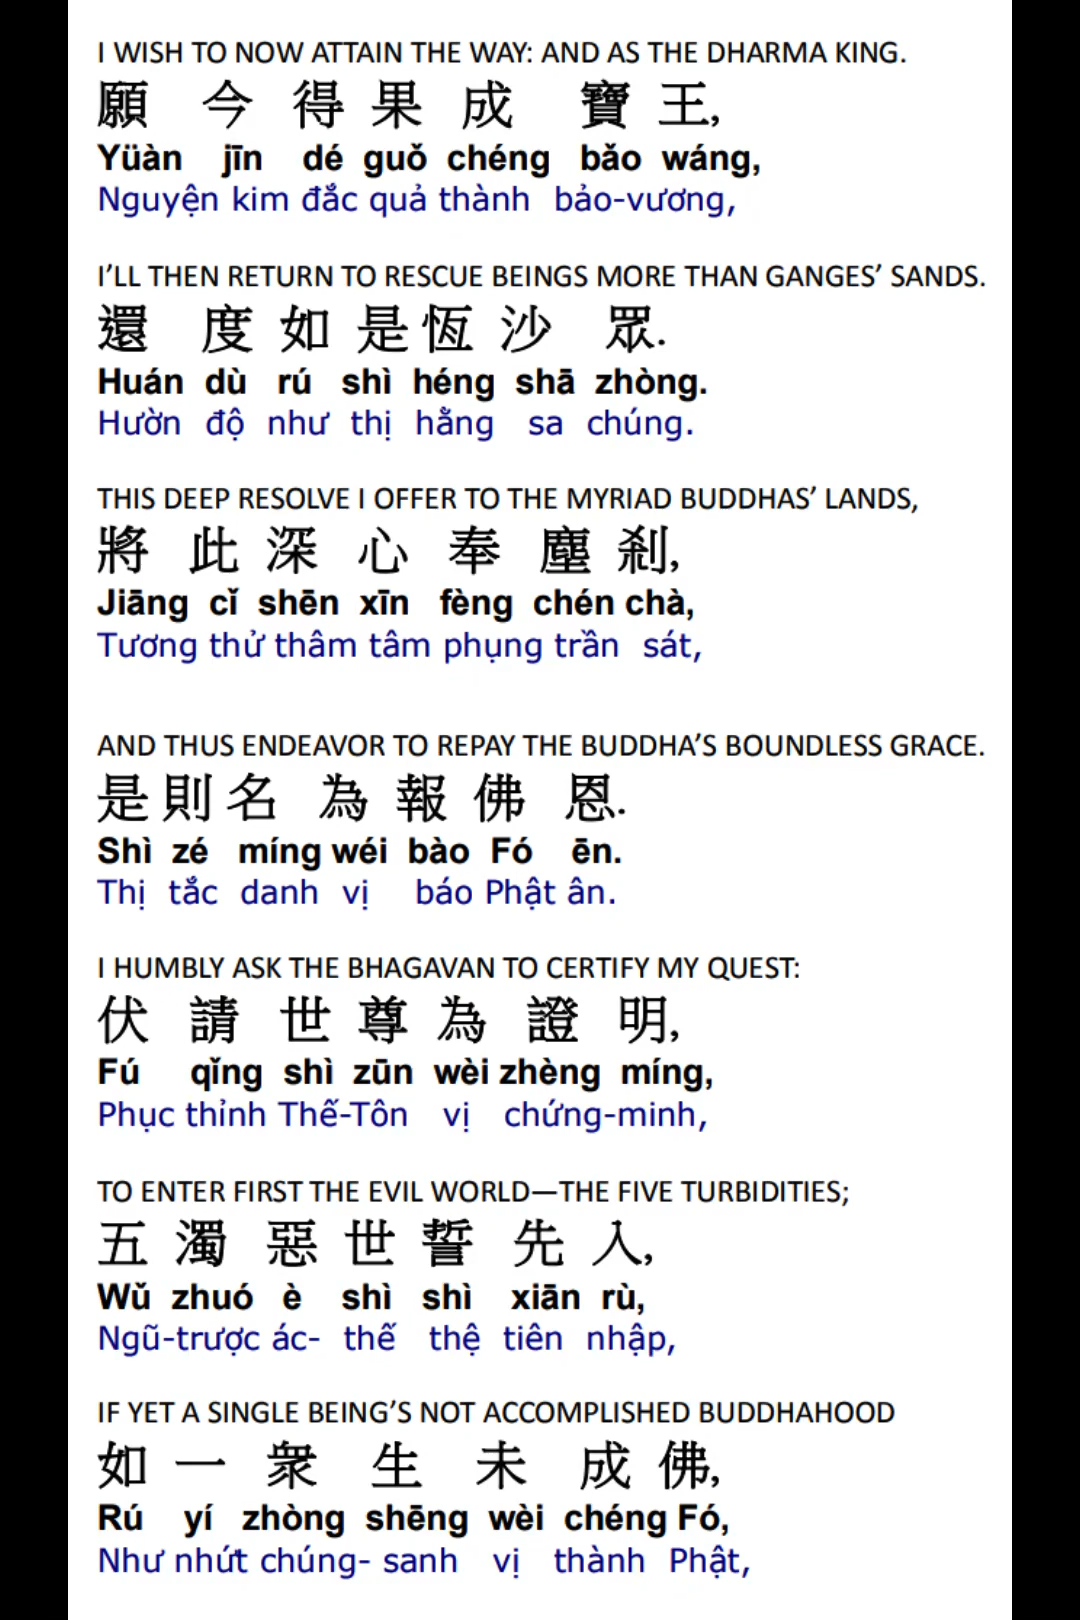 I WISH TO NOW ATTAIN THE WAY: AND AS THE DHARMA KING.
願 今 得 果 成 寶 王,
Yüàn jīn dé guǒ chéng bǎo wáng,
Nguyện kim đắc quả thành bảo-vương,
I’LL THEN RETURN TO RESCUE BEINGS MORE THAN GANGES’ SANDS.
還 度 如 是 恆 沙 眾.
Huán dù rú shì héng shā zhòng.
Hườn độ như thị hằng sa chúng.
THIS DEEP RESOLVE I OFFER TO THE MYRIAD BUDDHAS’ LANDS,
將 此 深 心 奉 塵 剎,
Jiāng cǐ shēn xīn fèng chén chà,
Tương thử thâm tâm phụng trần sát,
AND THUS ENDEAVOR TO REPAY THE BUDDHA’S BOUNDLESS GRACE.
是 則 名 為 報 佛 恩.
Shì zé míng wéi bào Fó ēn.
Thị tắc danh vị báo Phật ân.
I HUMBLY ASK THE BHAGAVAN TO CERTIFY MY QUEST:
伏 請 世 尊 為 證 明,
Fú qǐng shì zūn wèi zhèng míng,
Phục thỉnh Thế-Tôn vị chứng-minh,
TO ENTER FIRST THE EVIL WORLD—THE FIVE TURBIDITIES;
五 濁 惡 世 誓 先 入,
Wǔ zhuó è shì shì xiān rù,
Ngũ-trược ác- thế thệ tiên nhập,
IF YET A SINGLE BEING’S NOT ACCOMPLISHED BUDDHAHOOD
如 一 衆 生 未 成 佛,
Rú yí zhòng shēng wèi chéng Fó,
Như nhứt chúng- sanh vị thành Phật,